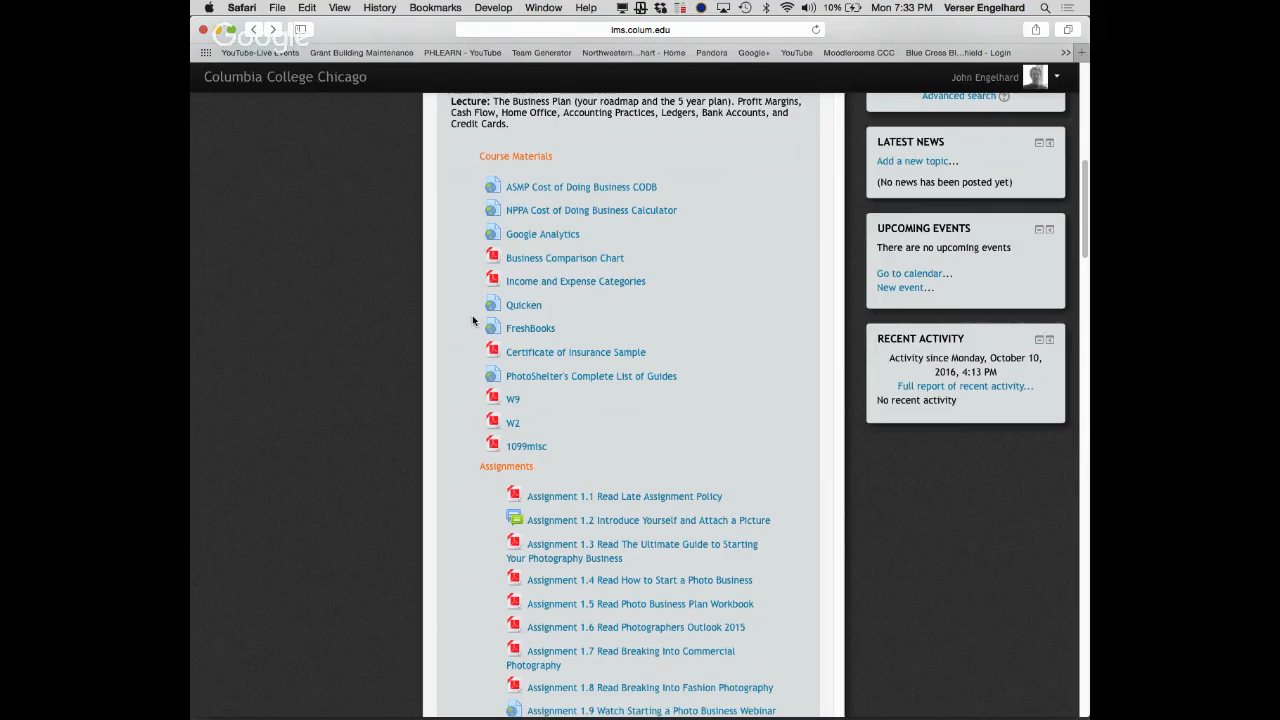 Safari File Edit View History Bookmarks Develop Window Help 10% Mon 7:33 PM Verser Engelhard
Google
lms.colum.edu
YouTube-Live Events Grant Building Maintenance PHLEARN - YouTube Team Generator Northwestern...hart - Home Pandora Google+ YouTube Moodlerooms CCC Blue Cross Bl...hield - Login >> +
Columbia College Chicago
John Engelhard
Lecture: The Business Plan (your roadmap and the 5 year plan). Profit Margins,
Cash Flow, Home Office, Accounting Practices, Ledgers, Bank Accounts, and
Credit Cards.
Course Materials
ASMP Cost of Doing Business CODB
NPPA Cost of Doing Business Calculator
Google Analytics
Business Comparison Chart
Income and Expense Categories
Quicken
FreshBooks
Certificate of Insurance Sample
PhotoShelter's Complete List of Guides
W9
W2
1099misc
Assignments
Assignment 1.1 Read Late Assignment Policy
Assignment 1.2 Introduce Yourself and Attach a Picture
Assignment 1.3 Read The Ultimate Guide to Starting
Your Photography Business
Assignment 1.4 Read How to Start a Photo Business
Assignment 1.5 Read Photo Business Plan Workbook
Assignment 1.6 Read Photographers Outlook 2015
Assignment 1.7 Read Breaking Into Commercial
Photography
Assignment 1.8 Read Breaking Into Fashion Photography
Assignment 1.9 Watch Starting a Photo Business Webinar
Advanced search ?
LATEST NEWS
Add a new topic...
(No news has been posted yet)
UPCOMING EVENTS
There are no upcoming events
Go to calendar...
New event...
RECENT ACTIVITY
Activity since Monday, October 10,
2016, 4:13 PM
Full report of recent activity...
No recent activity